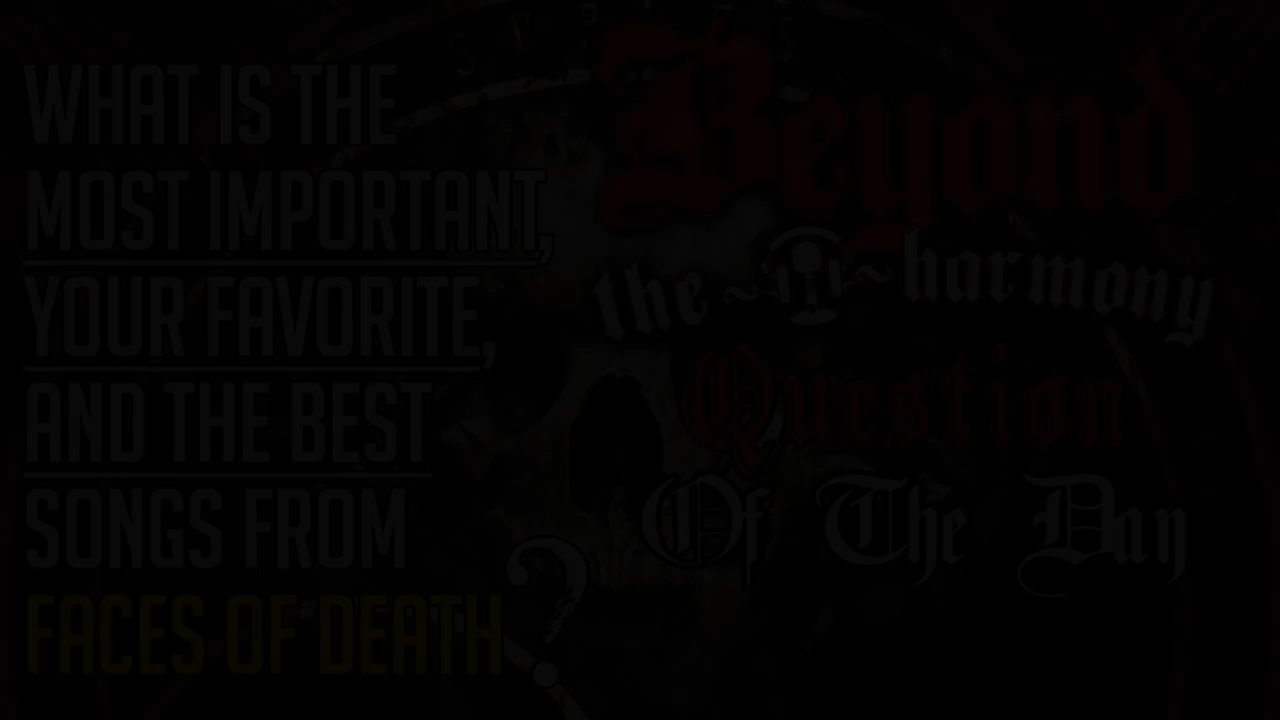 WHAT IS THE
MOST IMPORTANT,
YOUR FAVORITE,
AND THE BEST
SONGS FROM
FACES OF DEATH
?
Beyond
the ~ ~ harmony
Question
Of The Day